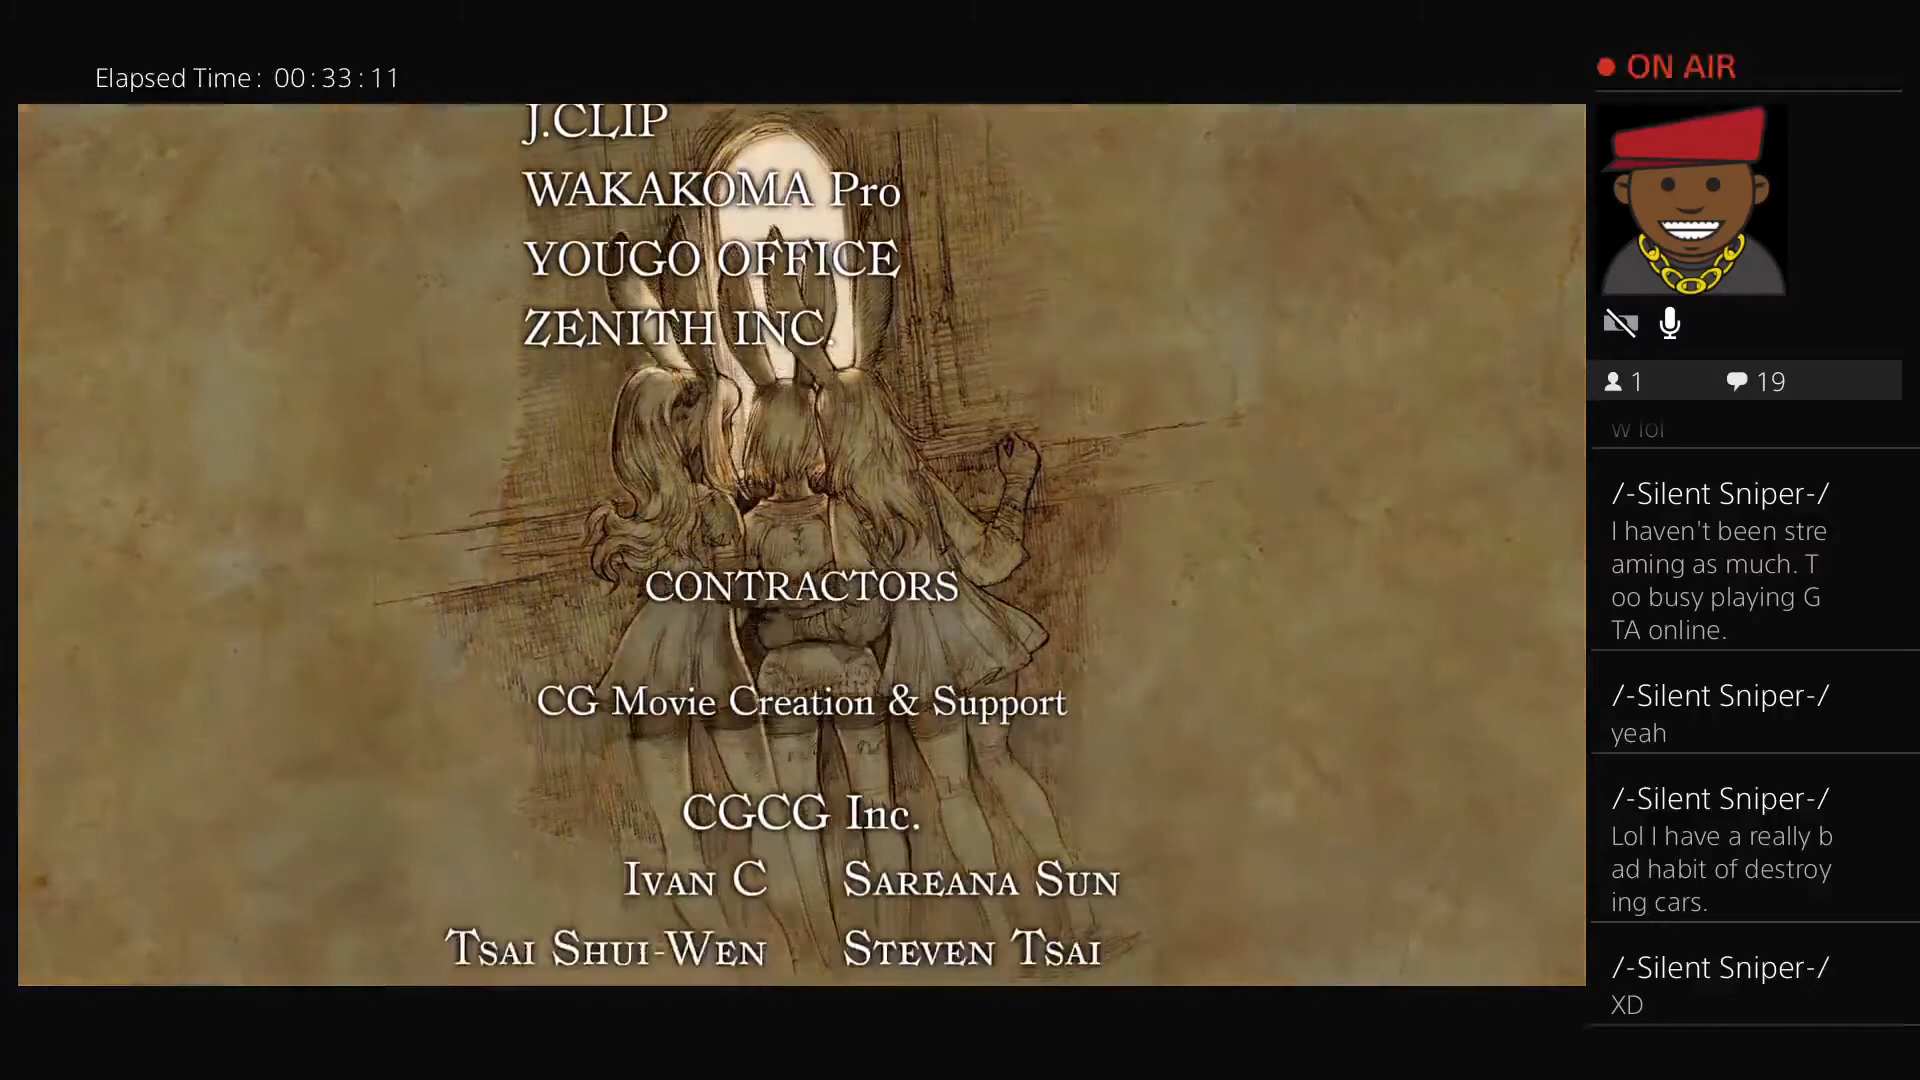 Elapsed Time: 00:33:11
J.CLIP
WAKAKOMA Pro
YOUGO OFFICE
ZENITH INC.
CONTRACTORS
CG Movie Creation & Support
CGCG Inc.
IVAN C SAREANA SUN
TSAI SHUI-WEN STEVEN TSAI
ON AIR
1 19
w lol
/-Silent Sniper-/
I haven't been stre
aming as much. T
oo busy playing G
TA online.
/-Silent Sniper-/
yeah
/-Silent Sniper-/
Lol I have a really b
ad habit of destroy
ing cars.
/-Silent Sniper-/
XD